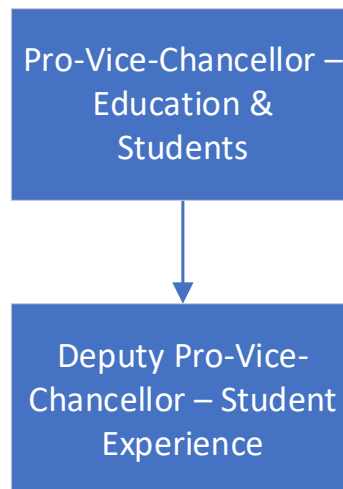 Pro-Vice-Chancellor –
Education &
Students
Deputy Pro-Vice-
Chancellor – Student
Experience